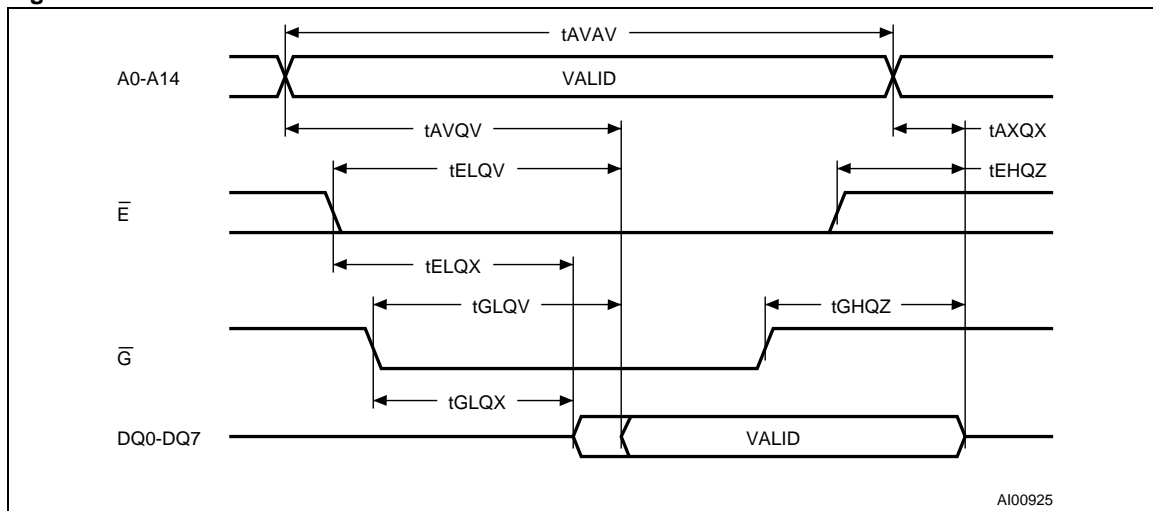 tAVAV
A0-A14
VALID
tAVQV
tAXQX
tELQV
tEHQZ
E̅
tELQX
tGLQV
tGHQZ
G̅
tGLQX
DQ0-DQ7
VALID
AI00925